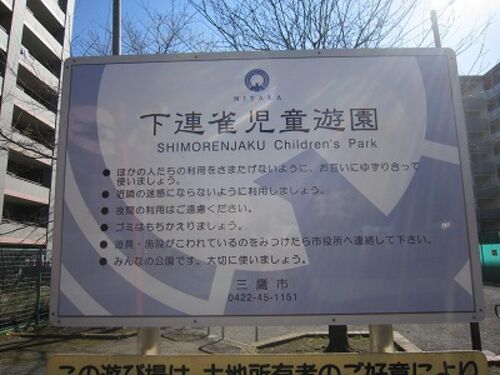 MITAKA
下連雀児童遊園
SHIMORENJAKU Children's Park
● ほかの人たちの利用をさまたげないように、お互いにゆずり合って
使いましょう。
● 近隣の迷惑にならないように利用しましょう。
● 夜間の利用はご遠慮ください。
● ゴミはもちかえりましょう。
● 遊具・施設がこわれているのをみつけたら市役所へ連絡して下さい。
● みんなの公園です。大切に使いましょう。
三鷹市
0422-45-1151
この遊び場は、土地所有者のご好意により